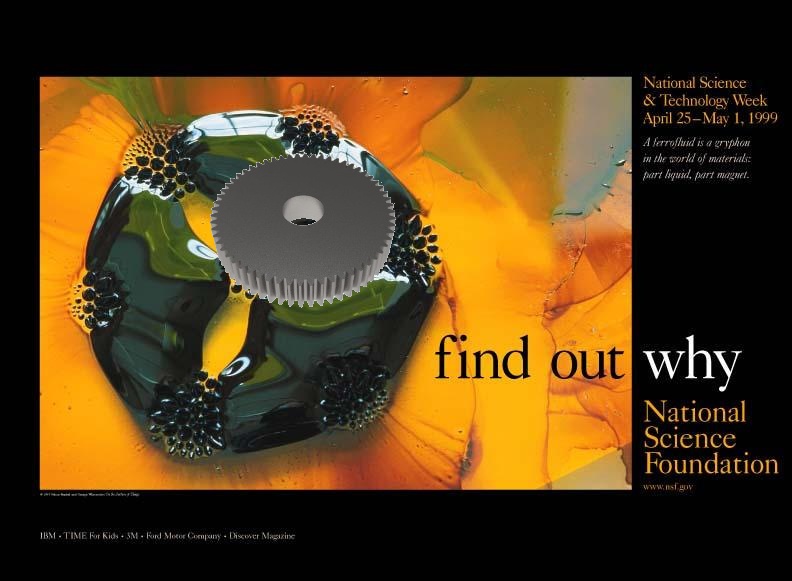 National Science
& Technology Week
April 25–May 1, 1999
A ferrofluid is a gryphon
in the world of materials:
part liquid, part magnet.
find out why
National
Science
Foundation
www.nsf.gov
IBM • TIME For Kids • 3M • Ford Motor Company • Discover Magazine